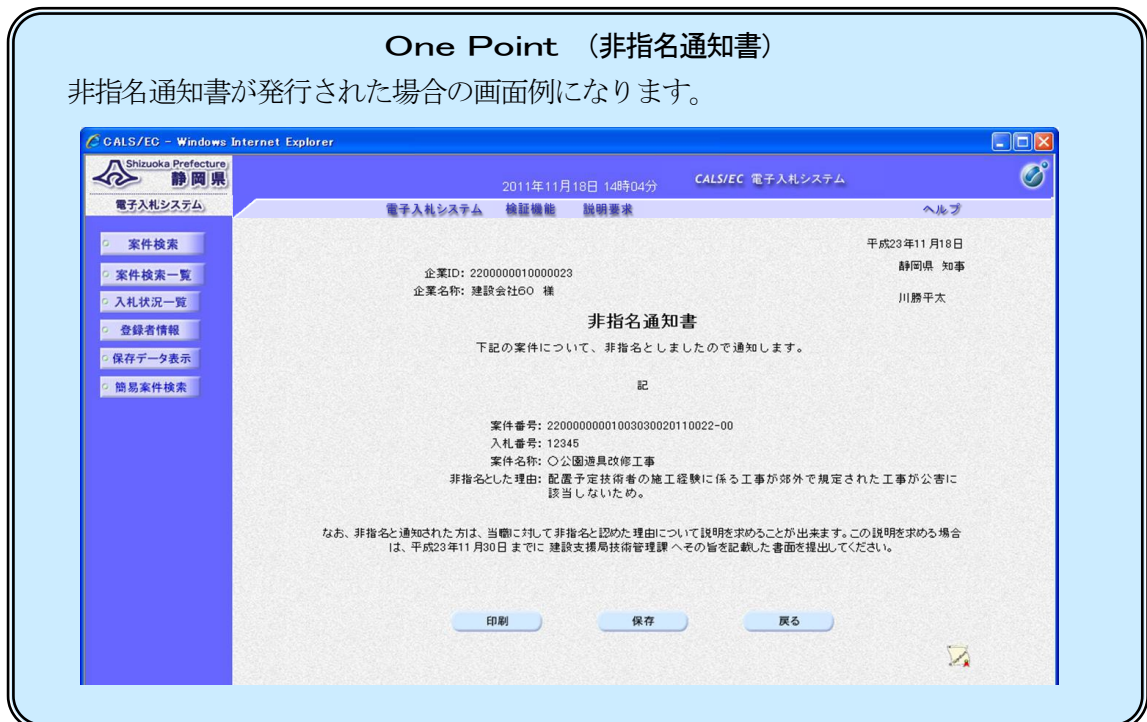 One Point （非指名通知書）
非指名通知書が発行された場合の画面例になります。
CALS/EC - Windows Internet Explorer
Shizuoka Prefecture
静岡県
2011年11月18日 14時04分
CALS/EC 電子入札システム
電子入札システム
電子入札システム 検証機能 説明要求 ヘルプ
案件検索
案件検索一覧
入札状況一覧
登録者情報
保存データ表示
簡易案件検索
平成23年11月18日
静岡県 知事
企業ID: 2200000010000023
企業名称: 建設会社60 様
川勝平太
非指名通知書
下記の案件について、非指名としましたので通知します。
記
案件番号: 22000000001003030020110022-00
入札番号: 12345
案件名称: ○公園遊具改修工事
非指名とした理由: 配置予定技術者の施工経験に係る工事が郊外で規定された工事が公害に
該当しないため。
なお、非指名と通知された方は、当職に対して非指名と認めた理由について説明を求めることが出来ます。この説明を求める場合
は、平成23年11月30日 までに 建設支援局技術管理課 へその旨を記載した書面を提出してください。
印刷
保存
戻る